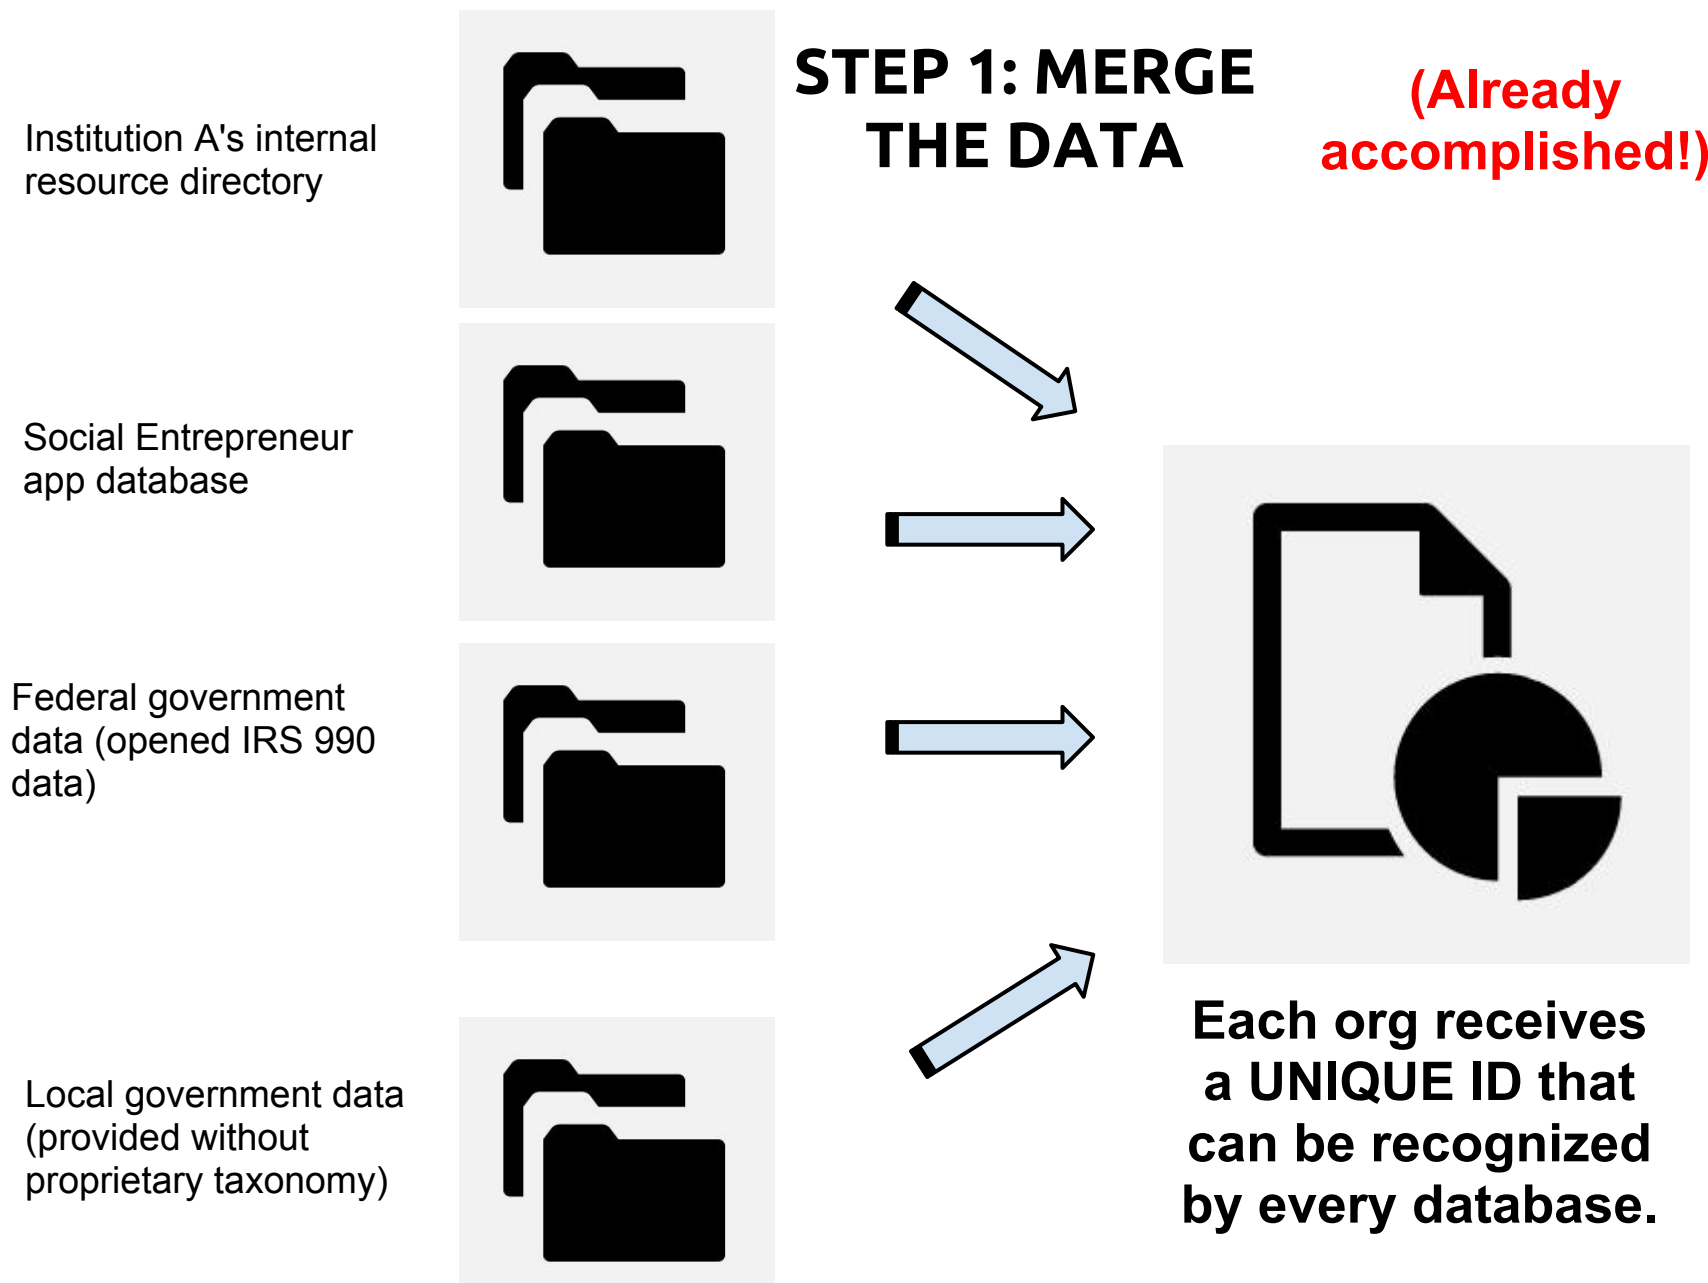 STEP 1: MERGE
THE DATA
(Already
accomplished!)
Institution A's internal
resource directory
Social Entrepreneur
app database
Federal government
data (opened IRS 990
data)
Local government data
(provided without
proprietary taxonomy)
Each org receives
a UNIQUE ID that
can be recognized
by every database.